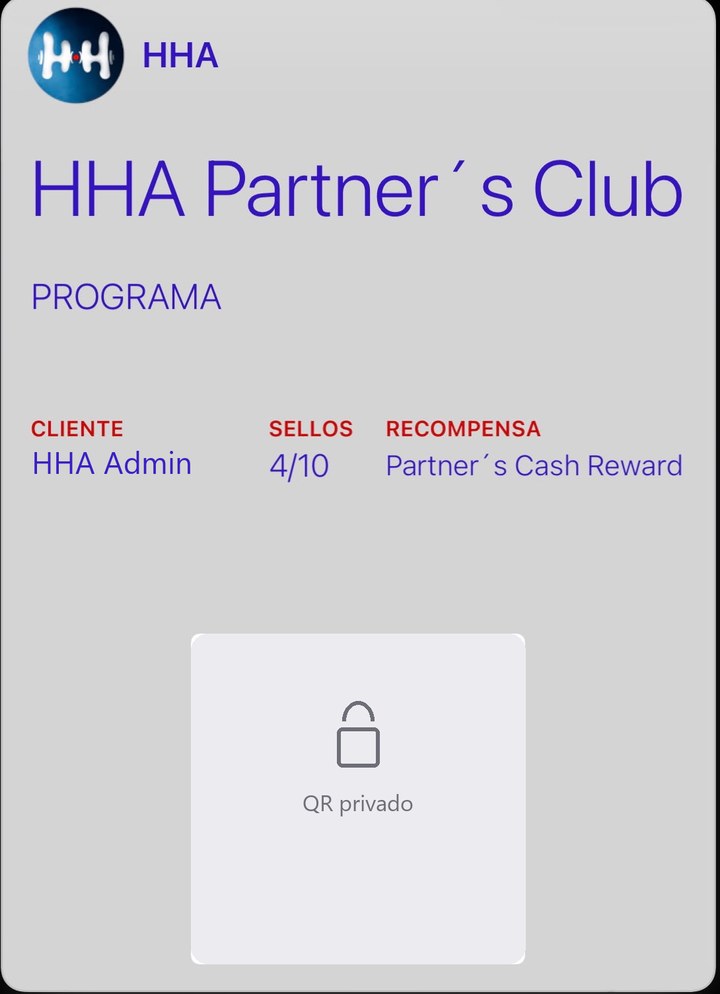 HHA
HHA Partner´s Club
PROGRAMA
CLIENTE SELLOS RECOMPENSA
HHA Admin 4/10 Partner´s Cash Reward
QR privado